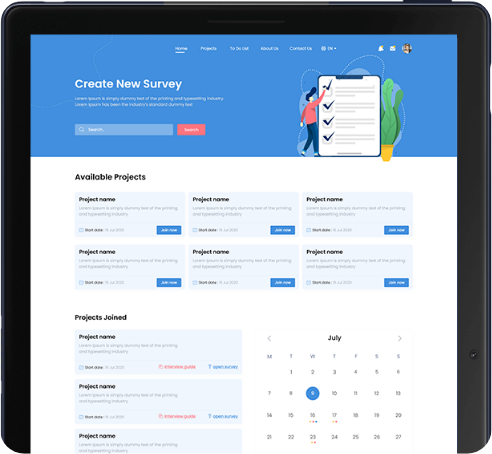 Home Projects To Do List About Us Contact Us EN
Create New Survey
Lorem Ipsum is simply dummy text of the printing and typesetting industry
Lorem Ipsum has been the industry's standard dummy text
Search.. Search
Available Projects
Project name Project name Project name
Lorem Ipsum is simply dummy text of the printing Lorem Ipsum is simply dummy text of the printing Lorem Ipsum is simply dummy text of the printing
and typesetting industry and typesetting industry and typesetting industry
Start date : 15 Jul 2020 Join now Start date : 15 Jul 2020 Join now Start date : 15 Jul 2020 Join now
Project name Project name Project name
Lorem Ipsum is simply dummy text of the printing Lorem Ipsum is simply dummy text of the printing Lorem Ipsum is simply dummy text of the printing
and typesetting industry and typesetting industry and typesetting industry
Start date : 15 Jul 2020 Join now Start date : 15 Jul 2020 Join now Start date : 15 Jul 2020 Join now
Projects Joined
Project name
Lorem Ipsum is simply dummy text of the printing
and typesetting industry
Start date : 15 Jul 2020 Interview guide open survey
Project name
Lorem Ipsum is simply dummy text of the printing
and typesetting industry
Start date : 15 Jul 2020 Interview guide open survey
Project name
Lorem Ipsum is simply dummy text of the printing
July
M T W T F S S
1 2 3 4 5 6
7 8 9 10 11 12 13
14 15 16 17 18 19 20
21 22 23 24 25 26 27